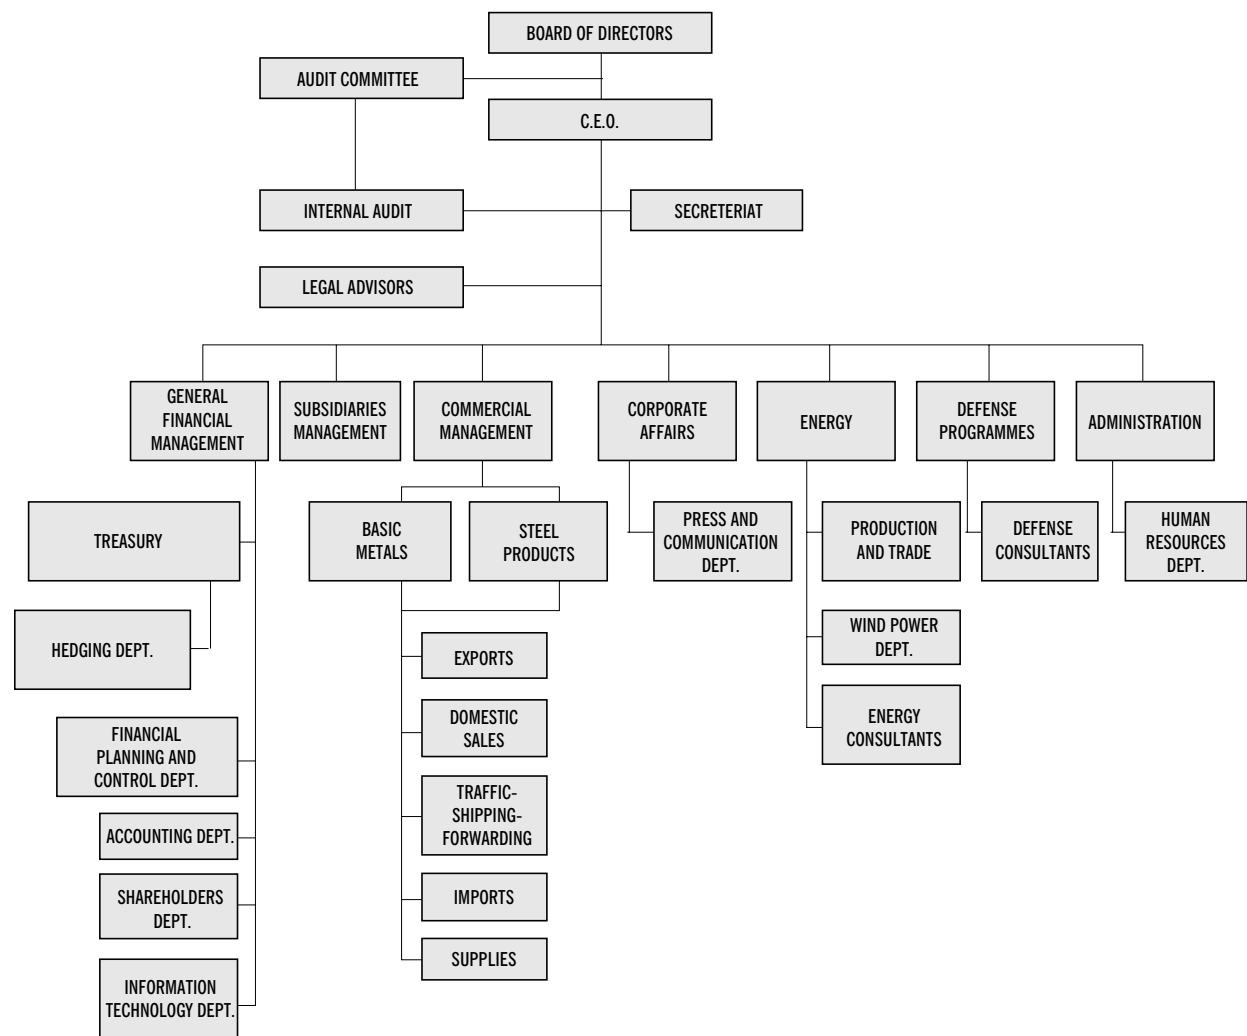 BOARD OF DIRECTORS
AUDIT COMMITTEE
C.E.O.
INTERNAL AUDIT
SECRETERIAT
LEGAL ADVISORS
GENERAL
FINANCIAL
MANAGEMENT
SUBSIDIARIES
MANAGEMENT
COMMERCIAL
MANAGEMENT
CORPORATE
AFFAIRS
ENERGY
DEFENSE
PROGRAMMES
ADMINISTRATION
TREASURY
BASIC
METALS
STEEL
PRODUCTS
PRESS AND
COMMUNICATION
DEPT.
PRODUCTION
AND TRADE
DEFENSE
CONSULTANTS
HUMAN
RESOURCES
DEPT.
HEDGING DEPT.
EXPORTS
WIND POWER
DEPT.
FINANCIAL
PLANNING AND
CONTROL DEPT.
DOMESTIC
SALES
ENERGY
CONSULTANTS
ACCOUNTING DEPT.
TRAFFIC-
SHIPPING-
FORWARDING
SHAREHOLDERS
DEPT.
IMPORTS
INFORMATION
TECHNOLOGY DEPT.
SUPPLIES